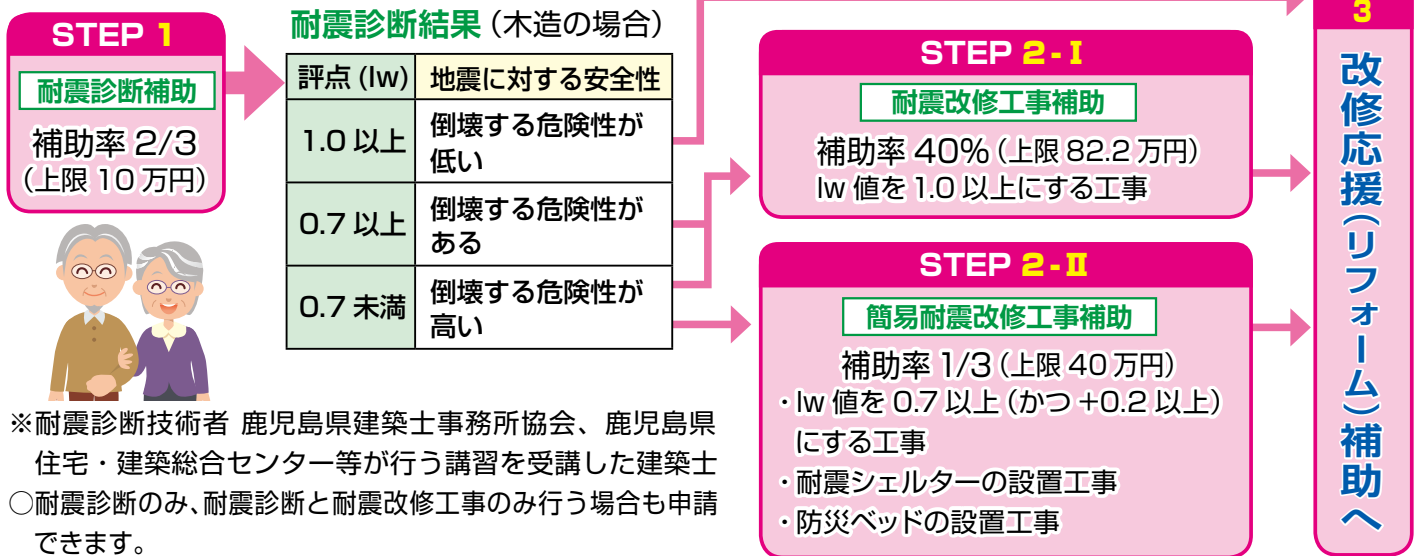 STEP 1
耐震診断補助
補助率 2/3
（上限 10 万円）
耐震診断結果（木造の場合）
評点 (lw) 地震に対する安全性
1.0 以上 倒壊する危険性が
低い
0.7 以上 倒壊する危険性が
ある
0.7 未満 倒壊する危険性が
高い
※耐震診断技術者 鹿児島県建築士事務所協会、鹿児島県
住宅・建築総合センター等が行う講習を受講した建築士
○耐震診断のみ、耐震診断と耐震改修工事のみ行う場合も申請
できます。
STEP 2-Ⅰ
耐震改修工事補助
補助率 40%（上限 82.2 万円）
lw 値を 1.0 以上にする工事
STEP 2-Ⅱ
簡易耐震改修工事補助
補助率 1/3（上限 40 万円）
・lw 値を 0.7 以上（かつ +0.2 以上）
にする工事
・耐震シェルターの設置工事
・防災ベッドの設置工事
3
改修応援（リフォーム）補助へ